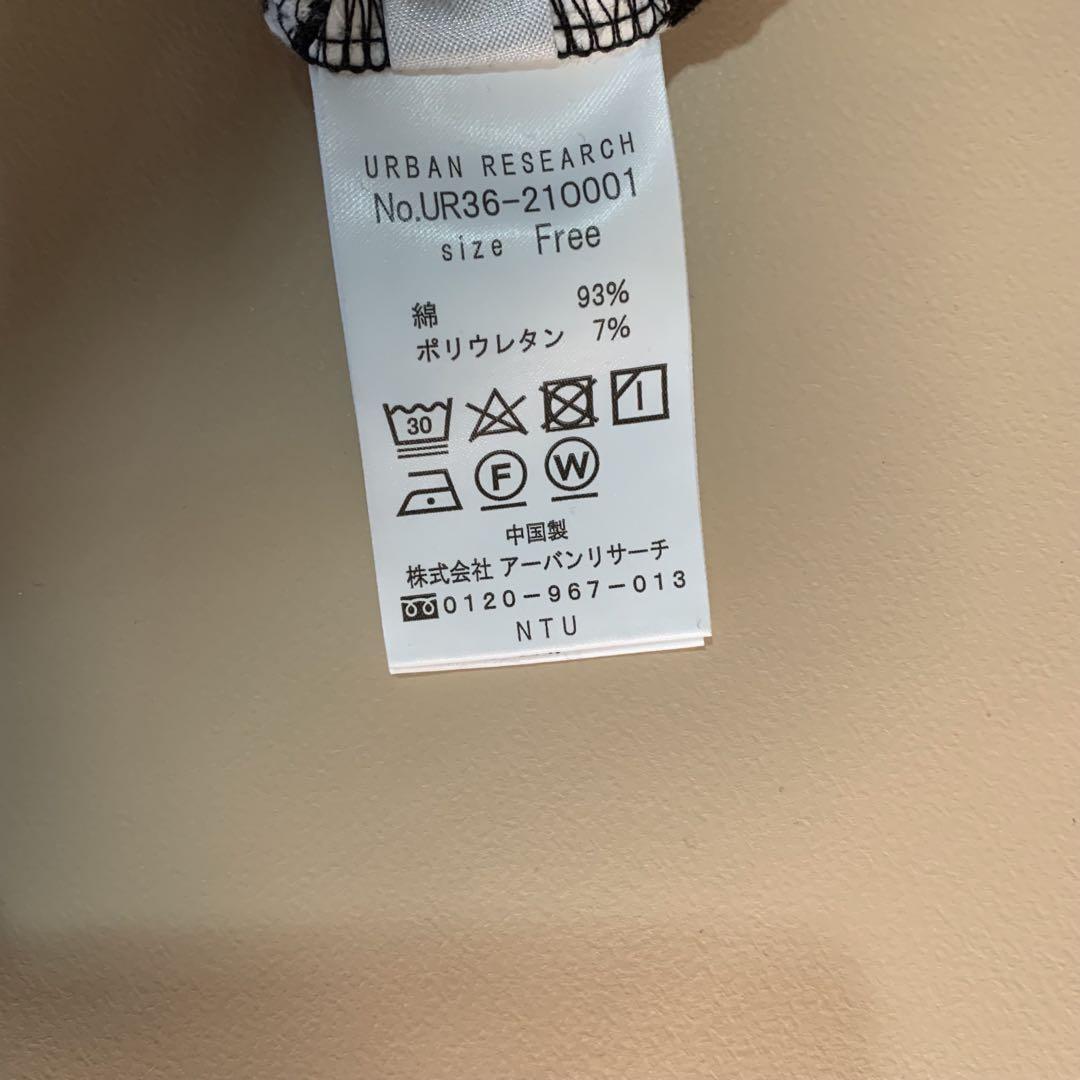 URBAN RESEARCH
No.UR36-210001
size Free
綿 93%
ポリウレタン 7%
30
F W
中国製
株式会社 アーバンリサーチ
0120-967-013
NTU